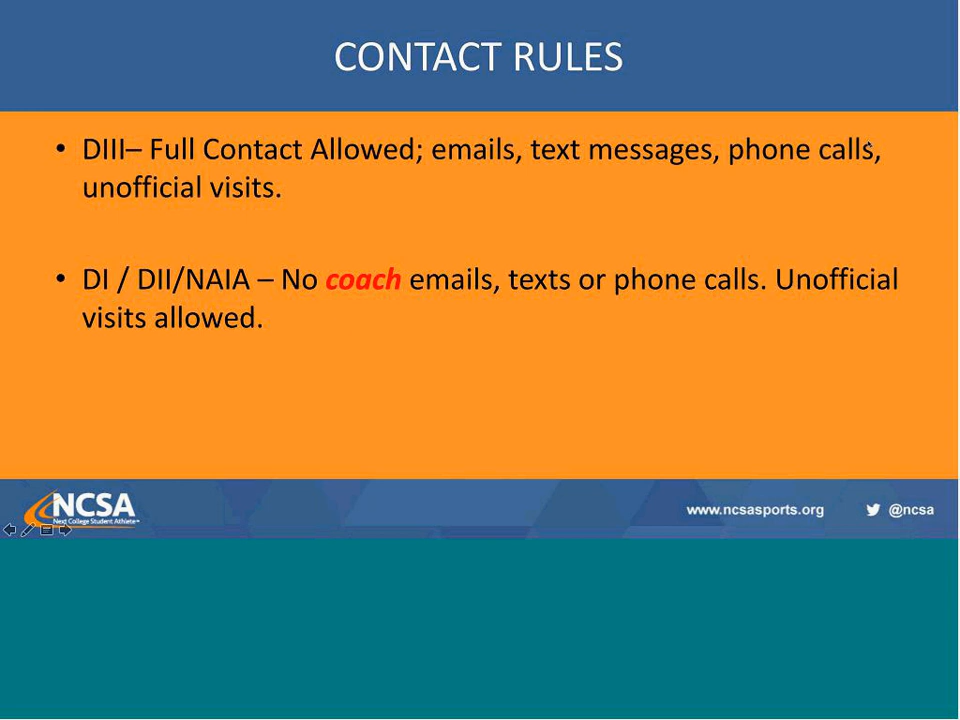 CONTACT RULES
• DIII– Full Contact Allowed; emails, text messages, phone calls,
unofficial visits.
• DI / DII/NAIA – No coach emails, texts or phone calls. Unofficial
visits allowed.
NCSA
Next College Student Athlete™
www.ncsasports.org
@ncsa